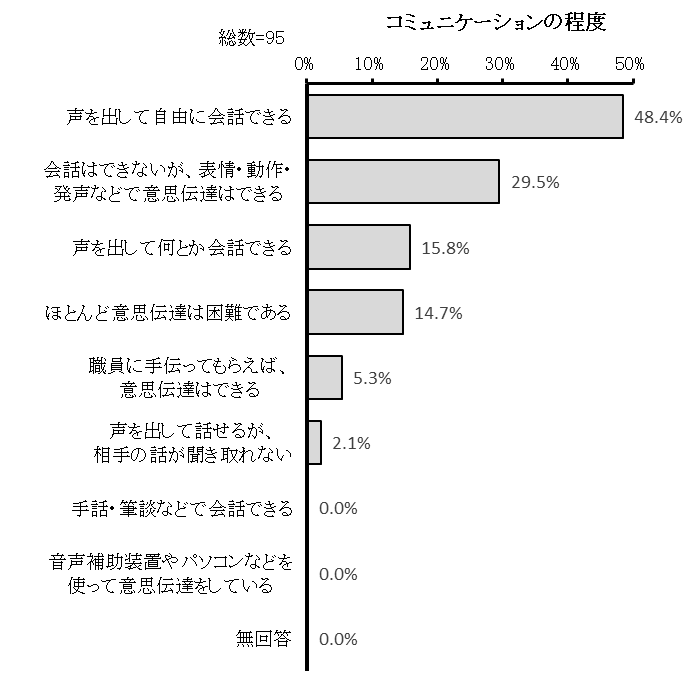 コミュニケーションの程度
総数=95
0% 10% 20% 30% 40% 50%
声を出して自由に会話できる 48.4%
会話はできないが、表情・動作・
発声などで意思伝達はできる 29.5%
声を出して何とか会話できる 15.8%
ほとんど意思伝達は困難である 14.7%
職員に手伝ってもらえば、
意思伝達はできる 5.3%
声を出して話せるが、
相手の話が聞き取れない 2.1%
手話・筆談などで会話できる 0.0%
音声補助装置やパソコンなどを
使って意思伝達をしている 0.0%
無回答 0.0%